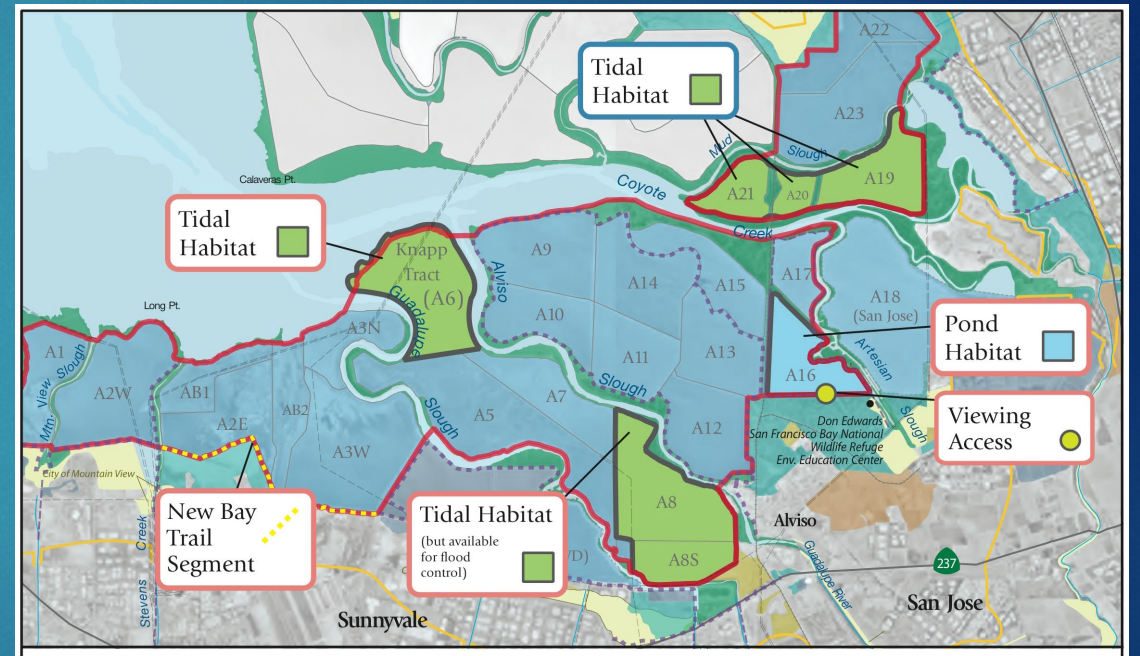 A22
Tidal
Habitat
A23
Mud
Slough
Calaveras Pt.
Coyote
A21
A20
A19
Tidal
Habitat
Creek
Knapp
Tract
(A6)
Guadalupe
Slough
Alviso
Slough
A9
A14
A15
A17
A18
(San Jose)
Long Pt.
A3N
A10
A11
A13
Pond
Habitat
A16
Artesian
Slough
A1
Mtn. View Slough
A2W
AB1
A2E
AB2
A3W
A5
A7
A12
Viewing
Access
Don Edwards
San Francisco Bay National
Wildlife Refuge
Env. Education Center
City of Mountain View
New Bay
Trail
Segment
Tidal Habitat
(but available
for flood
control)
A8
A8S
Alviso
Stevens Creek
Guadalupe River
237
Sunnyvale
San Jose